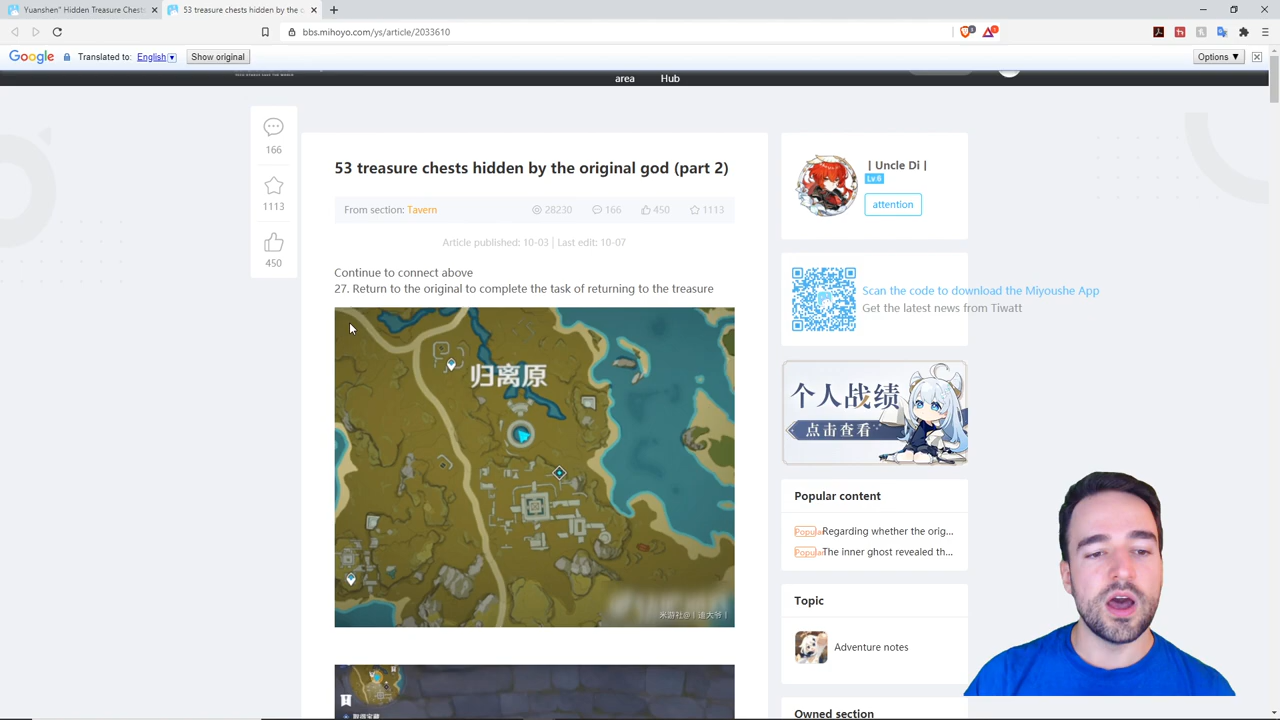 Yuanshen" Hidden Treasure Chests
53 treasure chests hidden by the o
bbs.mihoyo.com/ys/article/2033610
Google
Translated to: English
Show original
Options ▼
area
Hub
166
1113
450
53 treasure chests hidden by the original god (part 2)
From section: Tavern
28230
166
450
1113
Article published: 10-03 | Last edit: 10-07
Continue to connect above
27. Return to the original to complete the task of returning to the treasure
归离原
| Uncle Di |
Lv.6
attention
Scan the code to download the Miyoushe App
Get the latest news from Tiwatt
个人战绩
点击查看
Popular content
Regarding whether the orig...
The inner ghost revealed th...
Topic
Adventure notes
Owned section